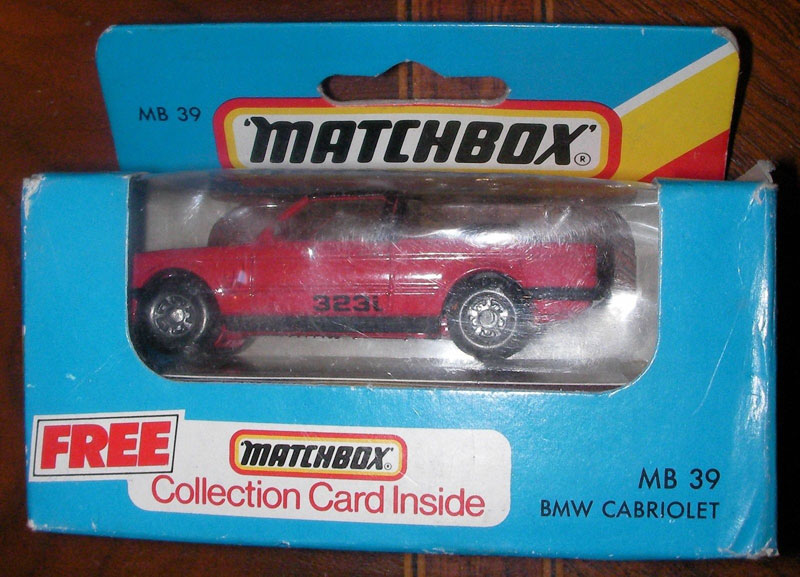 MB 39
'MATCHBOX'®
323i
FREE
'MATCHBOX'®
Collection Card Inside
MB 39
BMW CABRIOLET